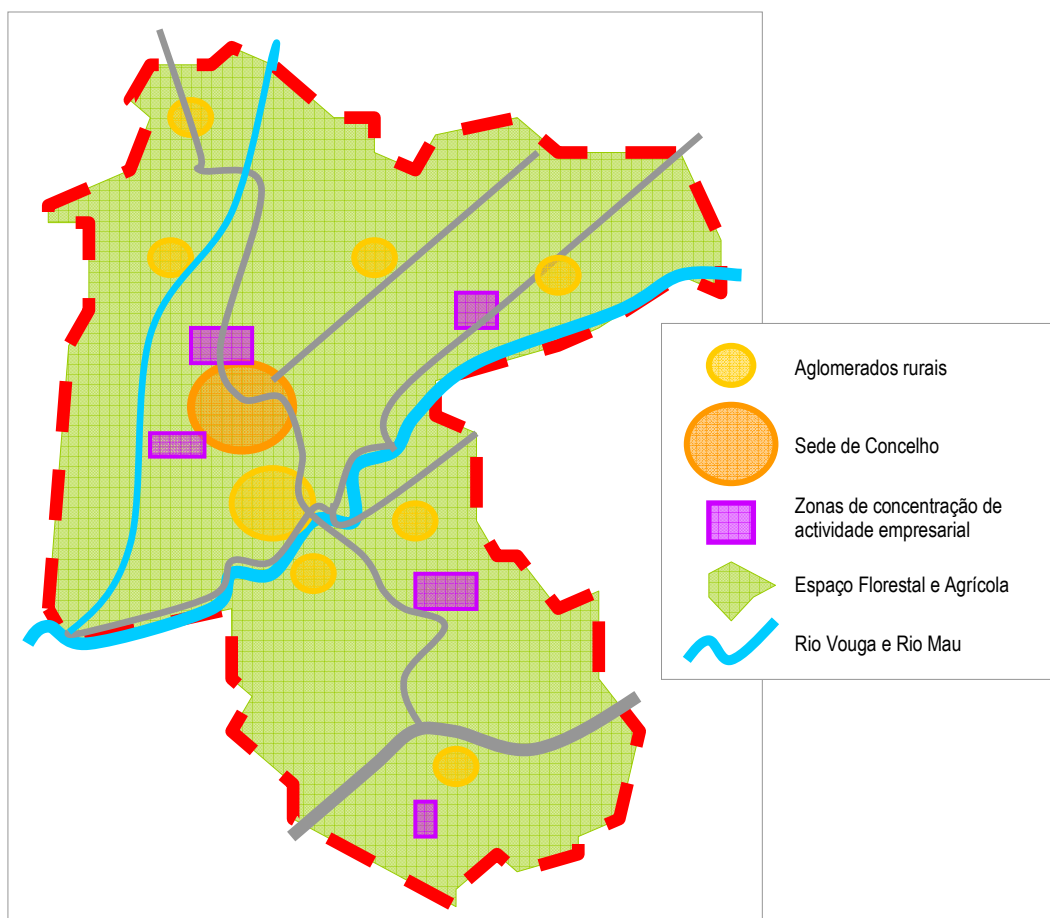 Aglomerados rurais
Sede de Concelho
Zonas de concentração de
actividade empresarial
Espaço Florestal e Agrícola
Rio Vouga e Rio Mau